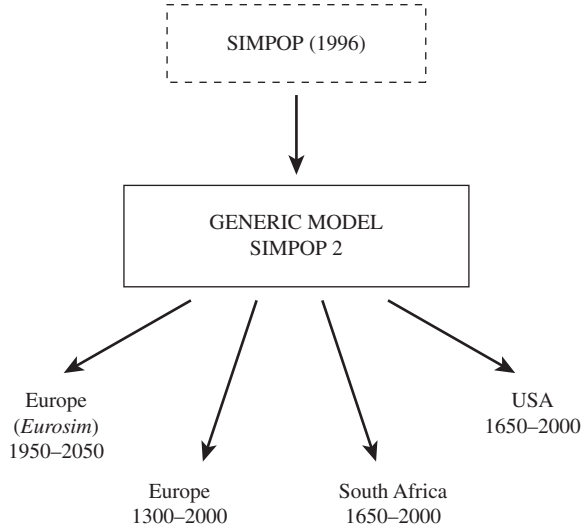 SIMPOP (1996)
GENERIC MODEL
SIMPOP 2
Europe
(Eurosim)
1950–2050
Europe
1300–2000
South Africa
1650–2000
USA
1650–2000